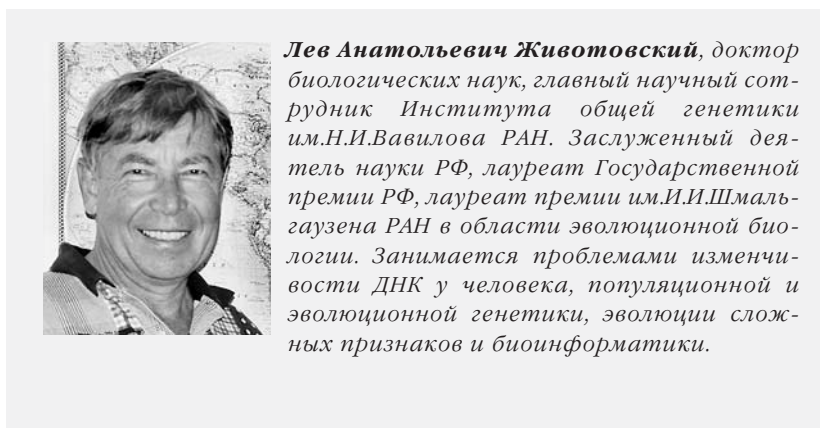 Лев Анатольевич Животовский, доктор
биологических наук, главный научный сот-
рудник Института общей генетики
им.Н.И.Вавилова РАН. Заслуженный дея-
тель науки РФ, лауреат Государственной
премии РФ, лауреат премии им.И.И.Шмаль-
гаузена РАН в области эволюционной био-
логии. Занимается проблемами изменчи-
вости ДНК у человека, популяционной и
эволюционной генетики, эволюции слож-
ных признаков и биоинформатики.